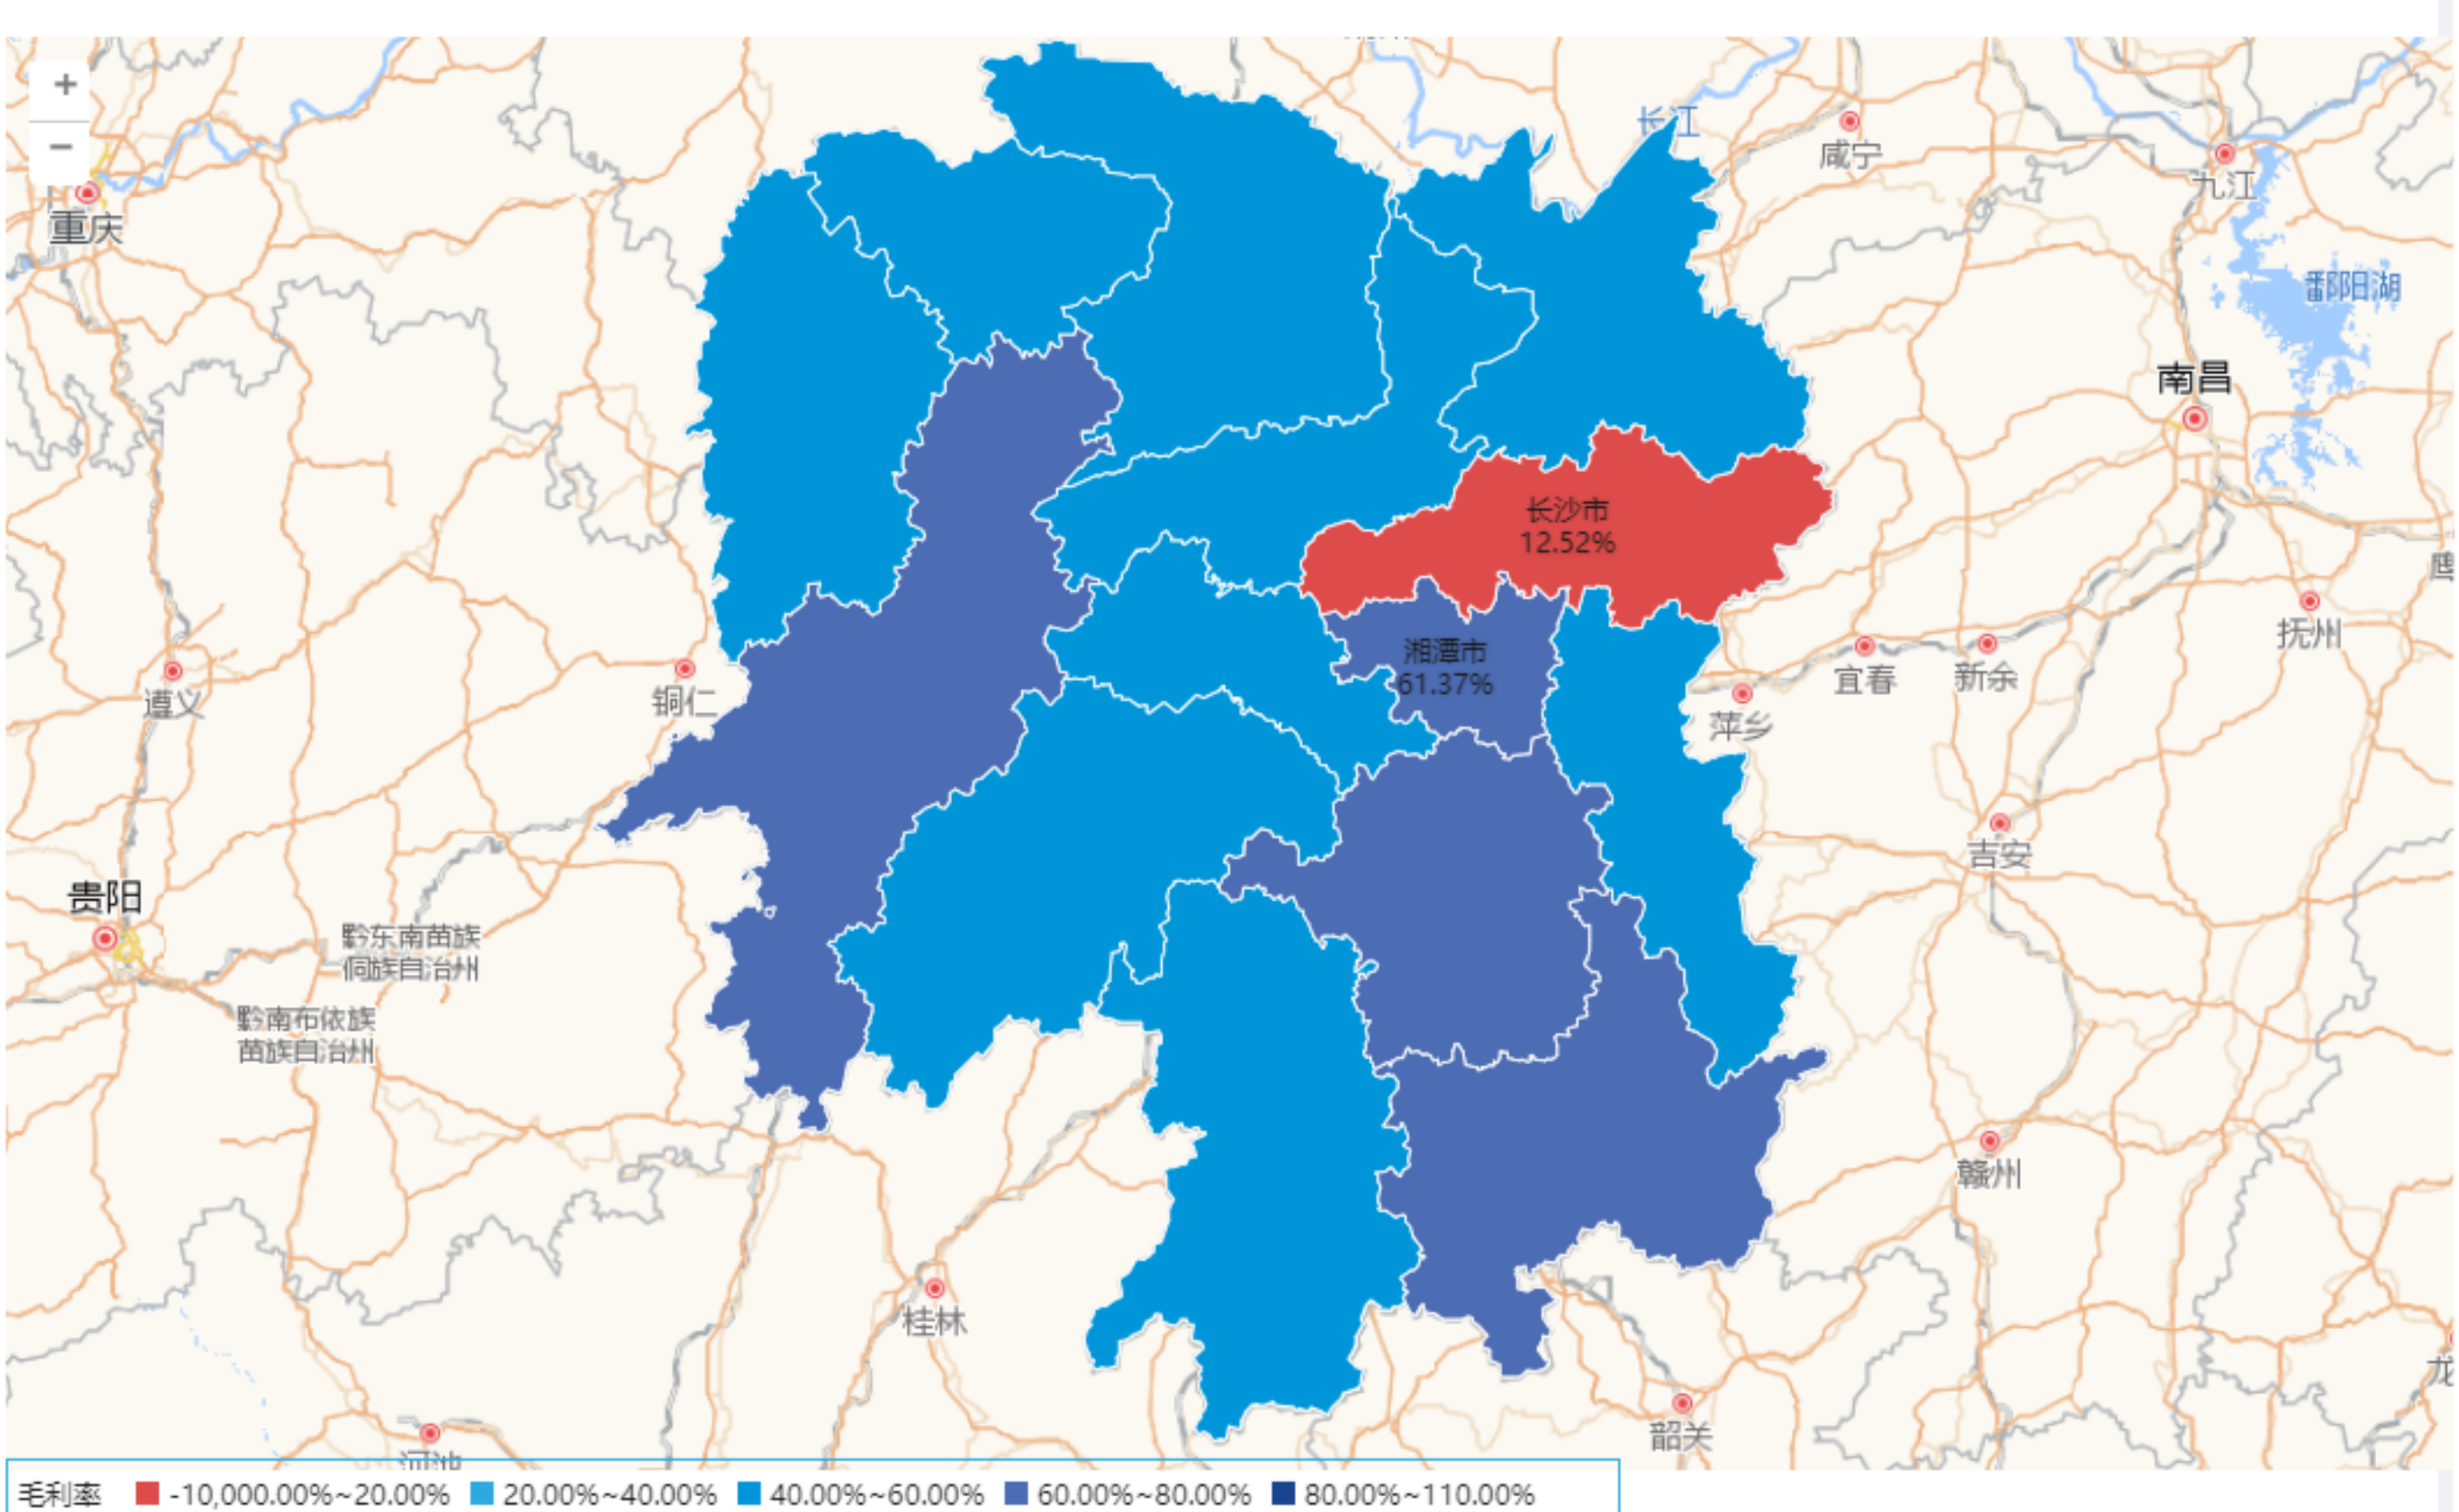 +
长江
咸宁
−
九江
重庆
鄱阳湖
南昌
长沙市
12.52%
抚州
湘潭市
61.37%
宜春
新余
遵义
铜仁
萍乡
吉安
贵阳
黔东南苗族
侗族自治州
黔南布依族
苗族自治州
赣州
桂林
韶关
毛利率 -10,000.00%~20.00% 20.00%~40.00% 40.00%~60.00% 60.00%~80.00% 80.00%~110.00%